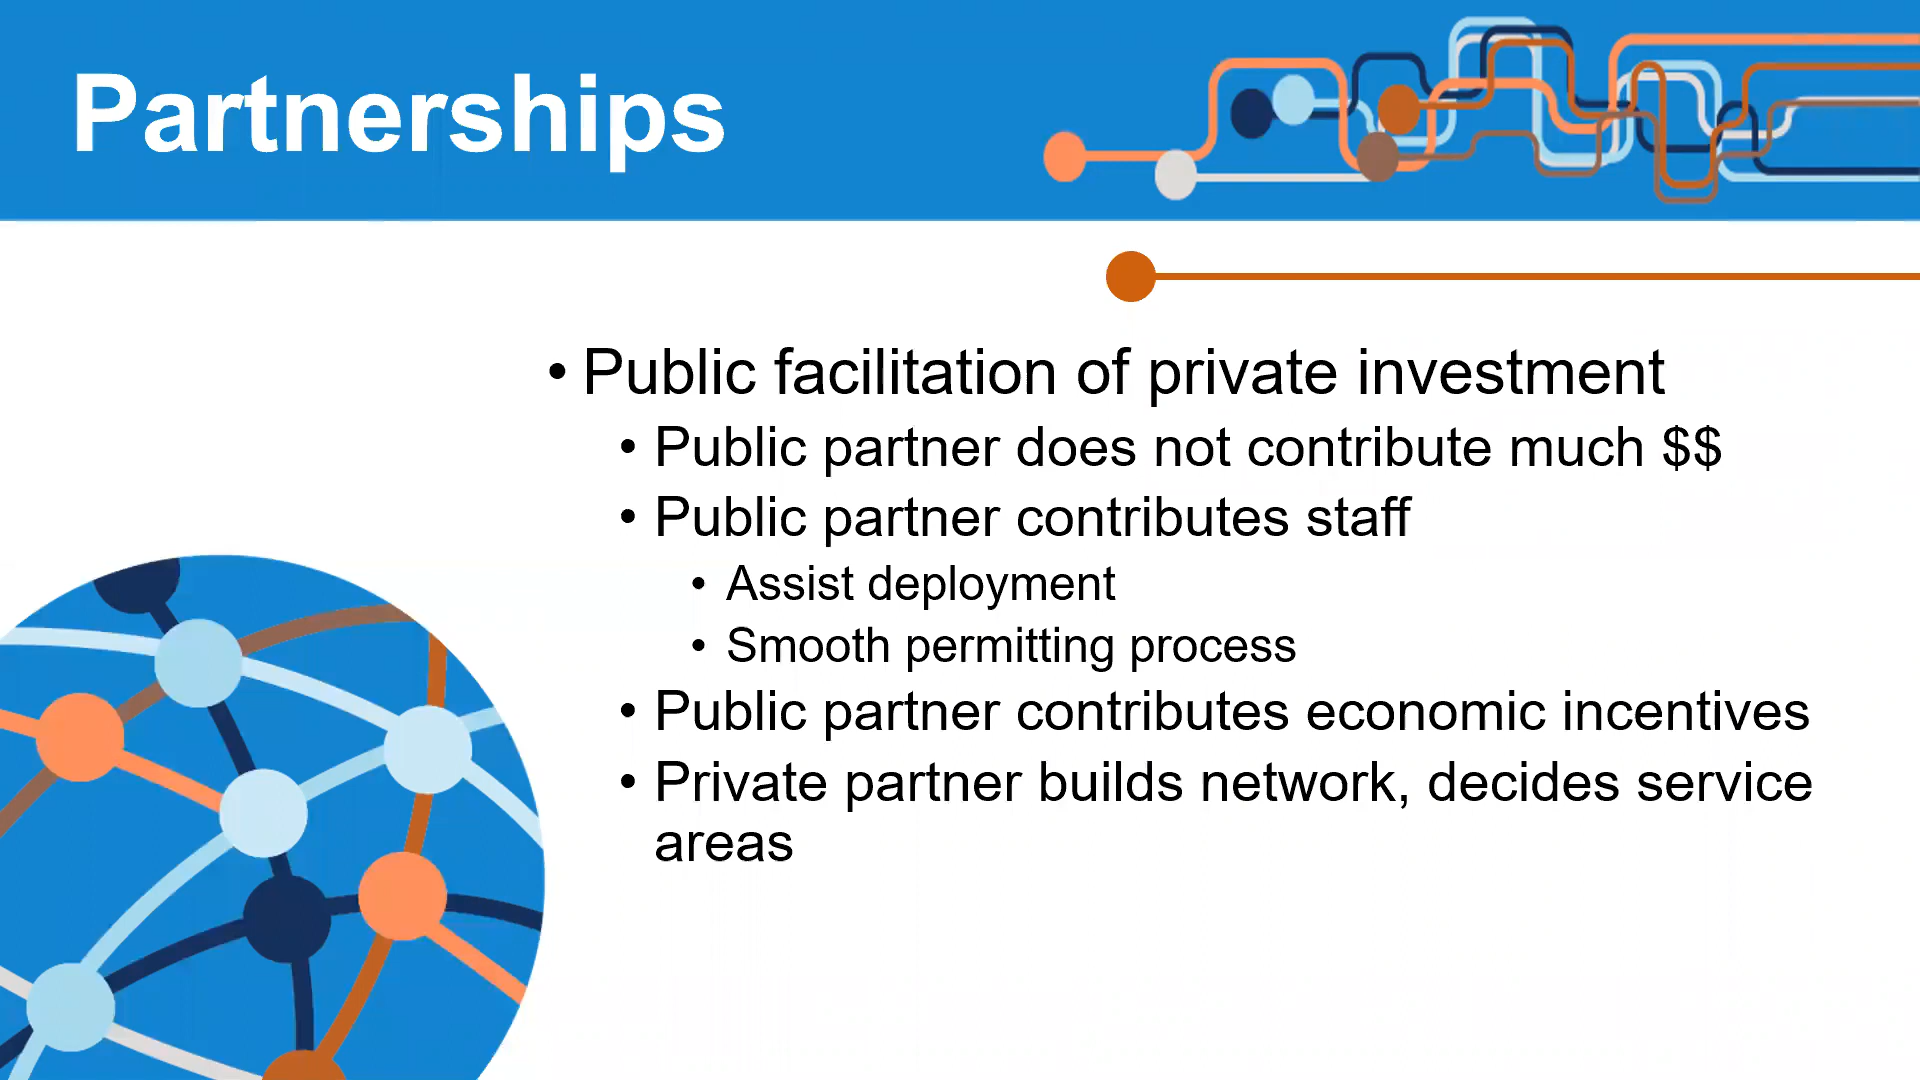 Partnerships
• Public facilitation of private investment
• Public partner does not contribute much $$
• Public partner contributes staff
• Assist deployment
• Smooth permitting process
• Public partner contributes economic incentives
• Private partner builds network, decides service
areas